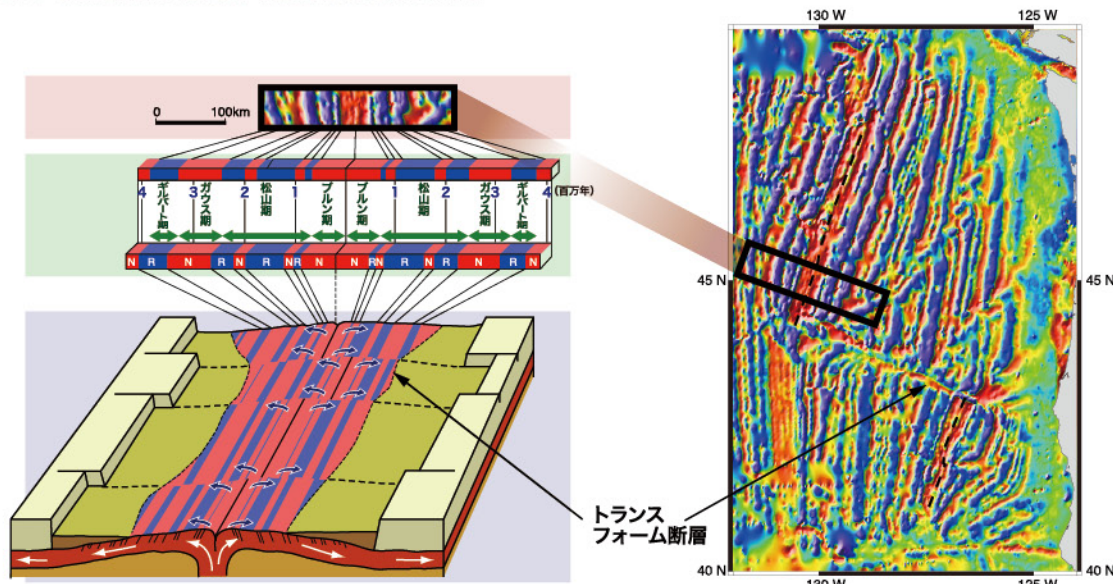 130 W 125 W
0 100km
4 3 2 1 1 2 3 4 (百万年)
ギルバート期 ガウス期 松山期 ブルン期 ブルン期 松山期 ガウス期 ギルバート期
N R N R N R N R N N R N R N R N R N
45 N 45 N
トランス
フォーム断層
40 N 40 N
130 W 125 W